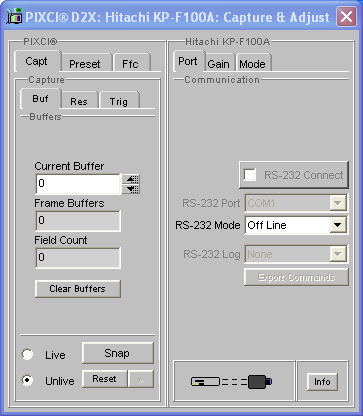 PIXCI® D2X: Hitachi KP-F100A: Capture & Adjust
PIXCI®
Capt Preset Ffc
Capture
Buf Res Trig
Buffers
Current Buffer
0
Frame Buffers
0
Field Count
0
Clear Buffers
Live Snap
Unlive Reset »
Hitachi KP-F100A
Port Gain Mode
Communication
RS-232 Connect
RS-232 Port COM1
RS-232 Mode Off Line
RS-232 Log None
Export Commands
Info